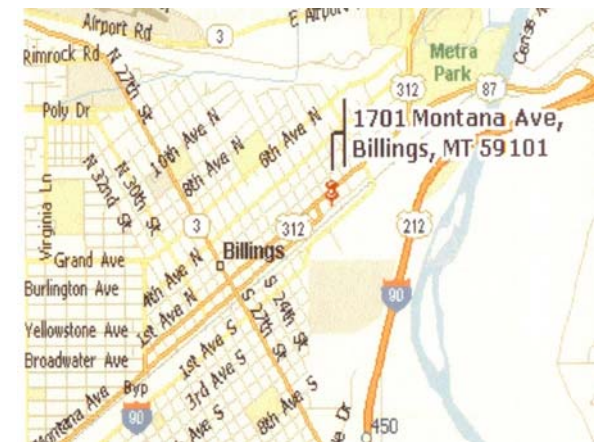 Airport Rd
3
E Airport
Rimrock Rd
N 27th St
Metra
Park
312
87
Poly Dr
1701 Montana Ave,
Billings, MT 59101
10th Ave N
8th Ave N
6th Ave N
N 32nd St
N 30th St
Virginia Ln
3
312
212
Grand Ave
Billings
90
Burlington Ave
4th Ave N
1st Ave N
S 24th St
S 27th St
Yellowstone Ave
Broadwater Ave
1st Ave S
3rd Ave S
Montana Ave
Byp
90
8th Ave S
Ave S
Dr
450